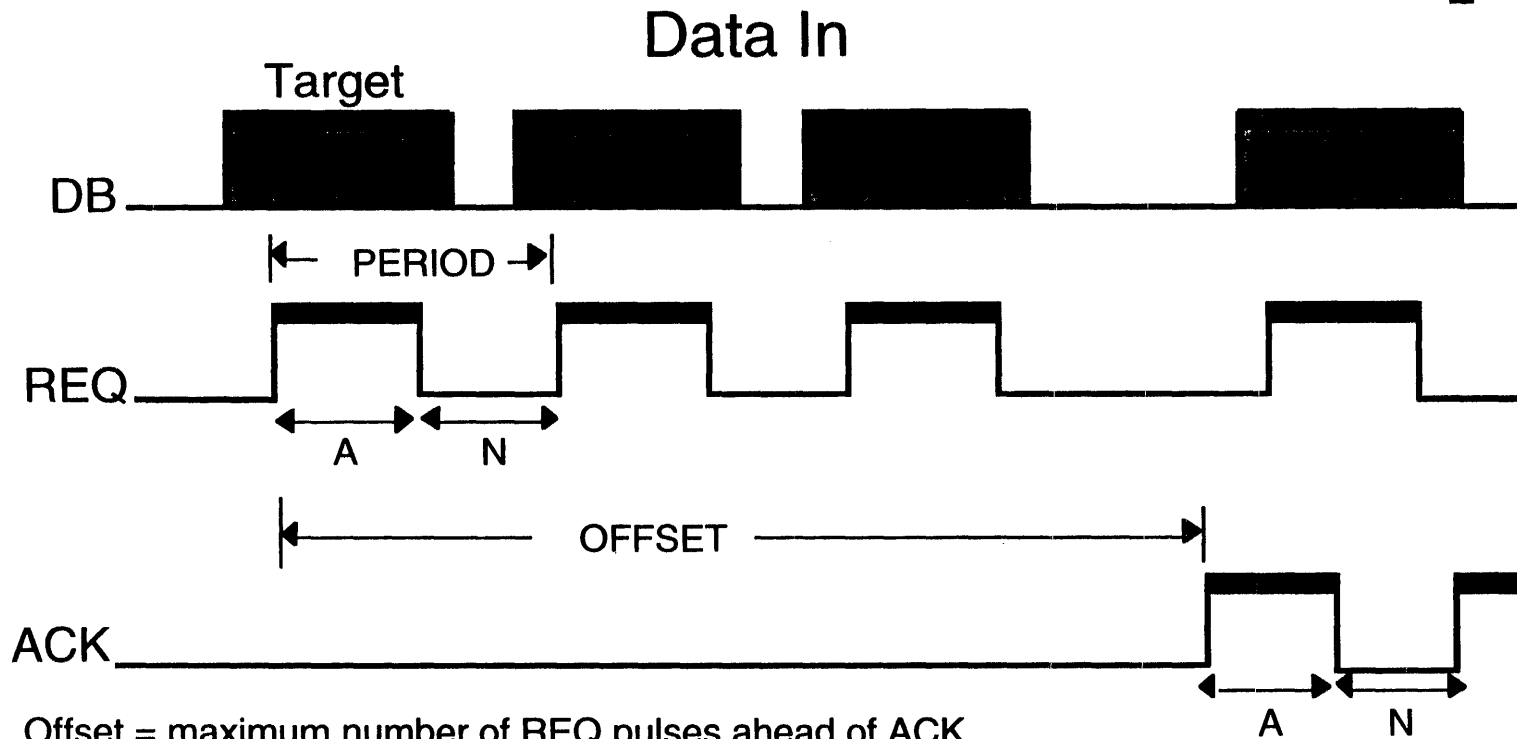 Data In
Target
DB
PERIOD
REQ
A N
OFFSET
ACK
A N
Offset = maximum number of REQ pulses ahead of ACK